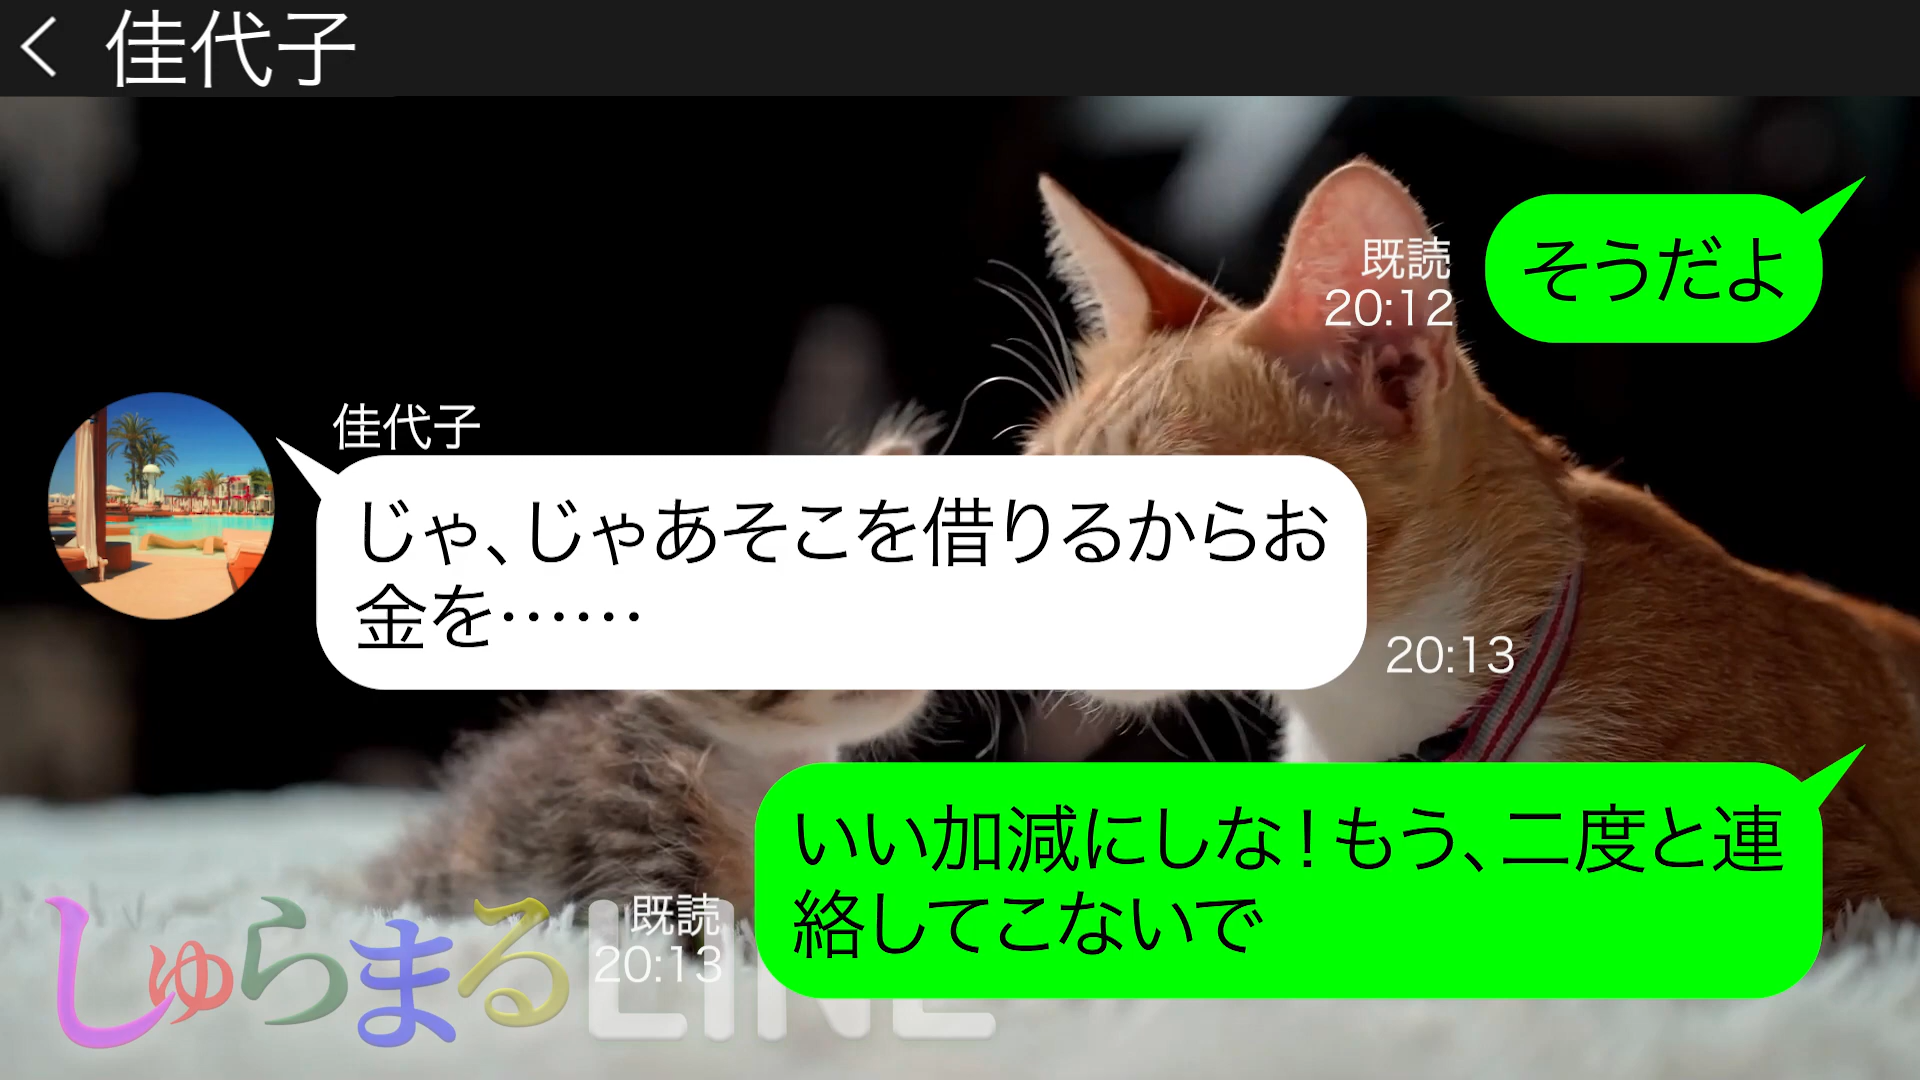 佳代子
そうだよ
既読
20:12
佳代子
じゃ、じゃあそこを借りるからお
金を……
20:13
いい加減にしな！もう、二度と連
絡してこないで
既読
20:13
しゅらまるLINE